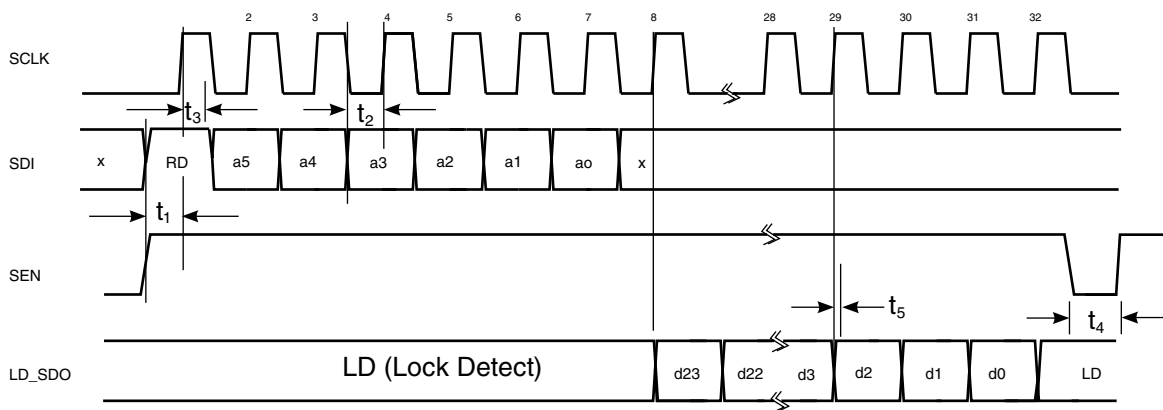 2 3 4 5 6 7 8 28 29 30 31 32
SCLK
t3 t2
SDI x RD a5 a4 a3 a2 a1 ao x
t1
SEN
t5
t4
LD_SDO LD (Lock Detect) d23 d22 d3 d2 d1 d0 LD